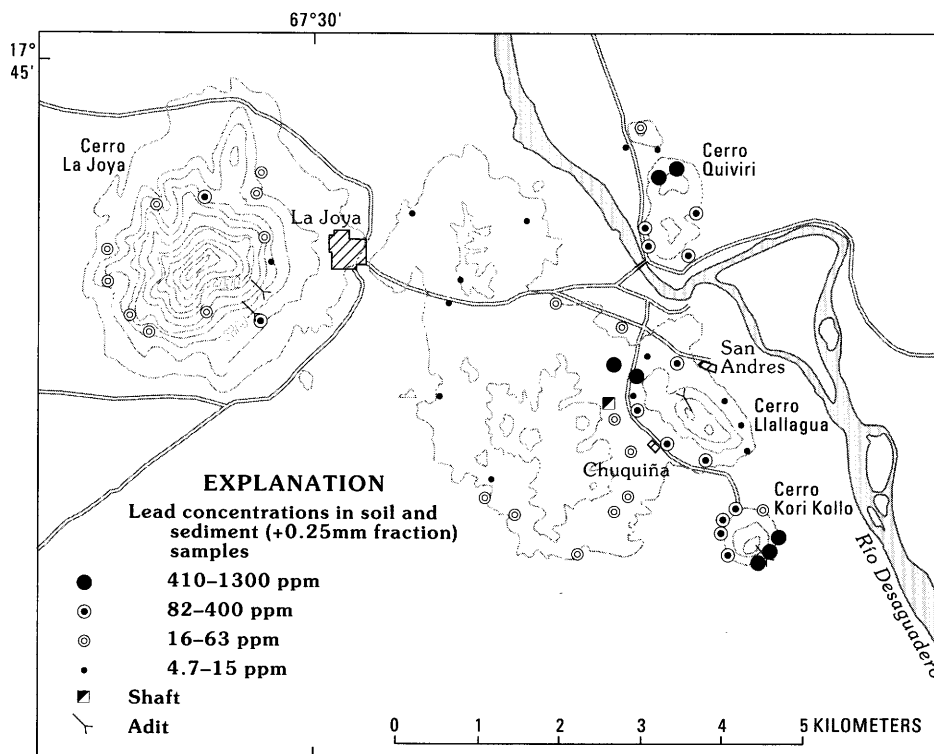 67°30'
17°
45'
Cerro
La Joya
La Joya
Cerro
Quiviri
San
Andres
Cerro
Llallagua
Chuquiña
Cerro
Kori Kollo
Río Desaguadero
EXPLANATION
Lead concentrations in soil and
sediment (+0.25mm fraction)
samples
410–1300 ppm
82–400 ppm
16–63 ppm
4.7–15 ppm
Shaft
Adit
0 1 2 3 4 5 KILOMETERS